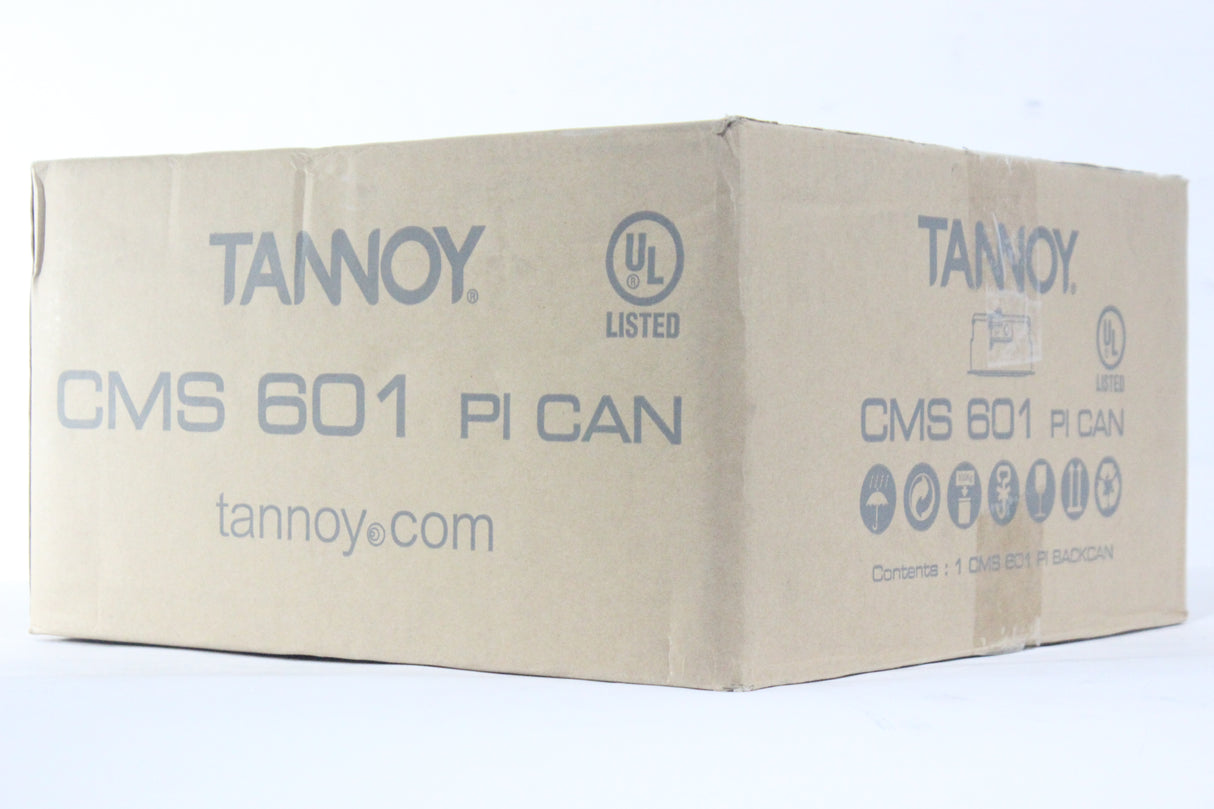 TANNOY®
UL®
LISTED
CMS 601 PI CAN
tannoy.com
TANNOY®
UL
LISTED
CMS 601 PI CAN
Contents : 1 CMS 601 PI BACKCAN